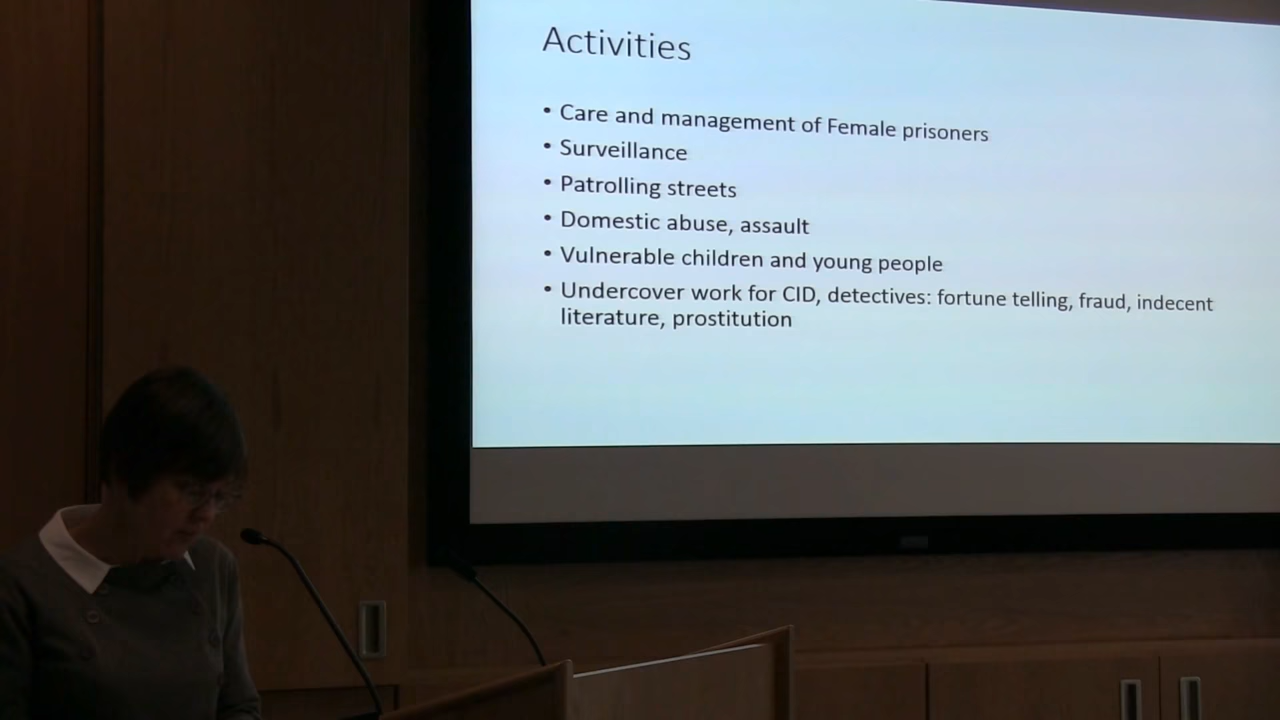 Activities
• Care and management of Female prisoners
• Surveillance
• Patrolling streets
• Domestic abuse, assault
• Vulnerable children and young people
• Undercover work for CID, detectives: fortune telling, fraud, indecent
literature, prostitution